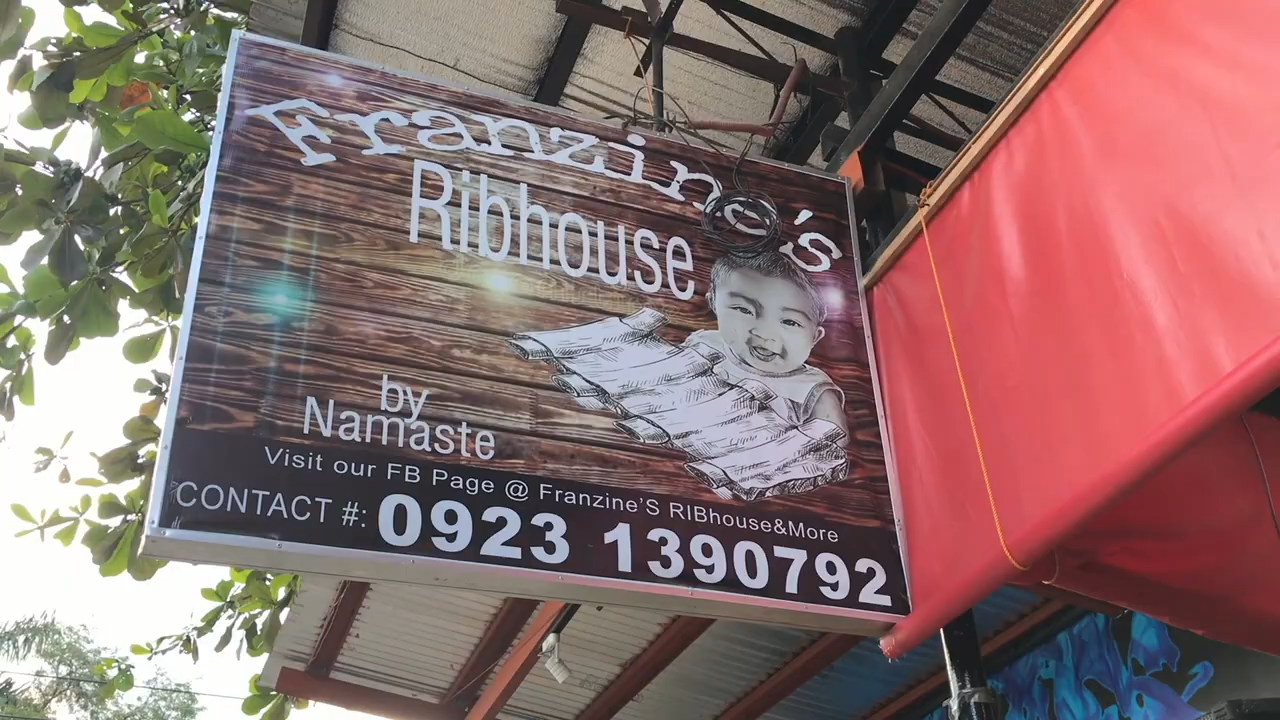 Franzine's
Ribhouse
by
Namaste
Visit our FB Page @ Franzine'S RIBhouse&More
CONTACT #: 0923 1390792